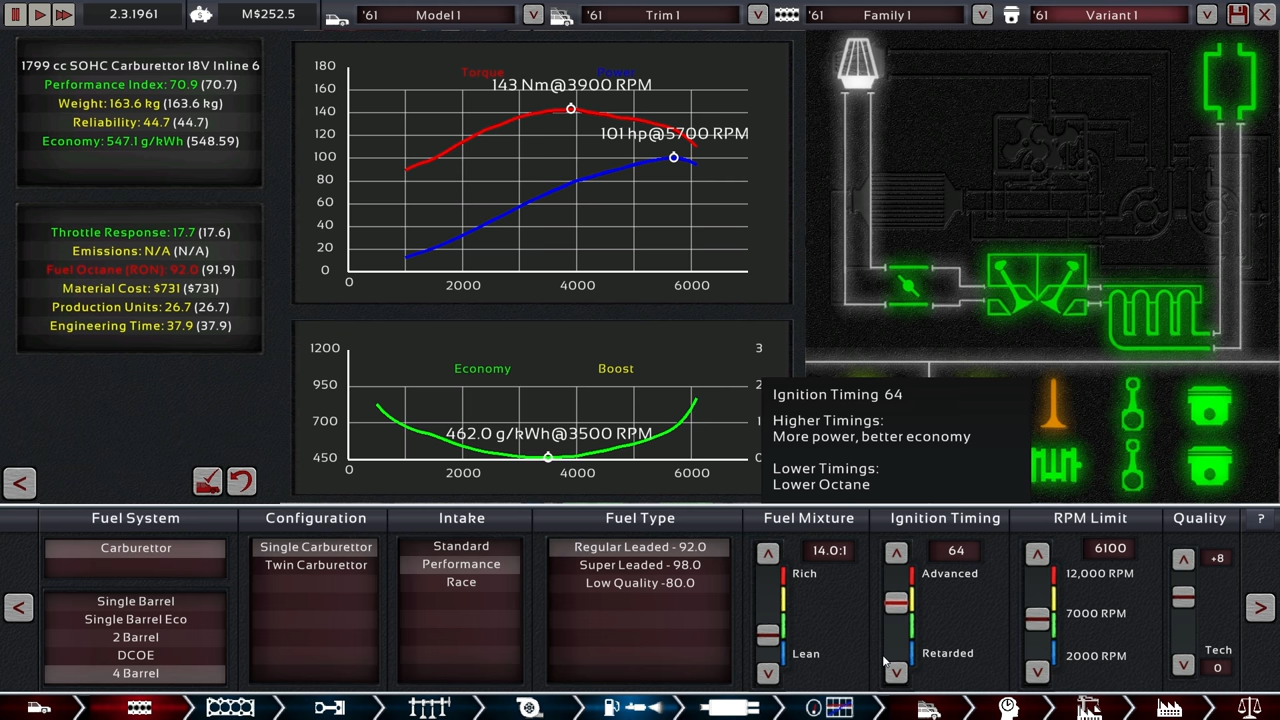 2.3.1961
M$252.5
'61 Model 1
'61 Trim 1
'61 Family 1
'61 Variant 1
1799 cc SOHC Carburettor 18V Inline 6
Performance Index: 70.9 (70.7)
Weight: 163.6 kg (163.6 kg)
Reliability: 44.7 (44.7)
Economy: 547.1 g/kWh (548.59)
Throttle Response: 17.7 (17.6)
Emissions: N/A (N/A)
Fuel Octane (RON): 92.0 (91.9)
Material Cost: $731 ($731)
Production Units: 26.7 (26.7)
Engineering Time: 37.9 (37.9)
180
Torque
Power
160
143 Nm@3900 RPM
140
120
101 hp@5700 RPM
100
80
60
40
20
0
0 2000 4000 6000
1200
3
Economy
Boost
950
2
700
1
462.0 g/kWh@3500 RPM
450
0
0 2000 4000 6000
Ignition Timing 64
Higher Timings:
More power, better economy
Lower Timings:
Lower Octane
<
Fuel System
Configuration
Intake
Fuel Type
Fuel Mixture
Ignition Timing
RPM Limit
Quality
?
Carburettor
Single Barrel
Single Barrel Eco
2 Barrel
DCOE
4 Barrel
Single Carburettor
Twin Carburettor
Standard
Performance
Race
Regular Leaded - 92.0
Super Leaded - 98.0
Low Quality -80.0
14.0:1
Rich
Lean
64
Advanced
Retarded
6100
12,000 RPM
7000 RPM
2000 RPM
+8
Tech
0
<
>